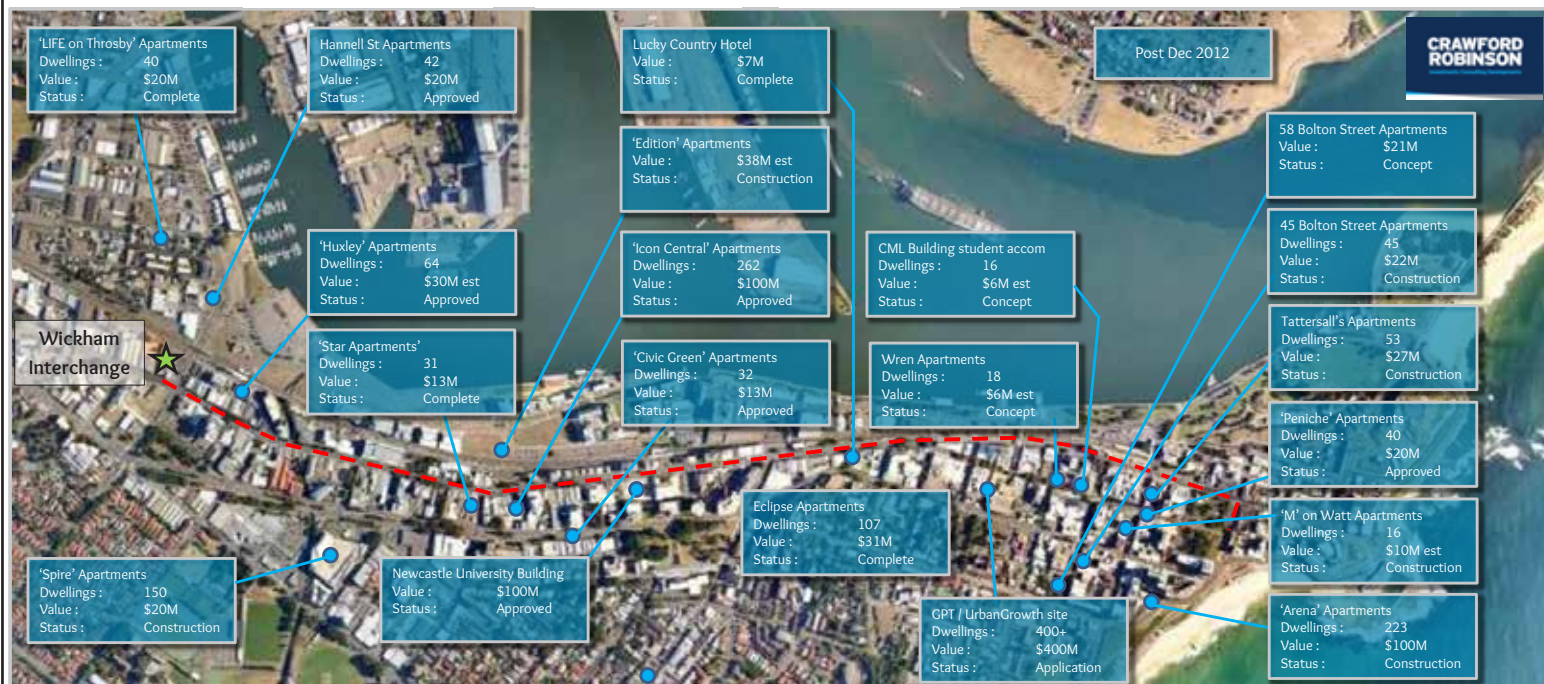 'LIFE on Throsby' Apartments
Dwellings : 40
Value : $20M
Status : Complete
Hannell St Apartments
Dwellings : 42
Value : $20M
Status : Approved
Lucky Country Hotel
Value : $7M
Status : Complete
Post Dec 2012
CRAWFORD
ROBINSON
'Edition' Apartments
Value : $38M est
Status : Construction
58 Bolton Street Apartments
Value : $21M
Status : Concept
'Huxley' Apartments
Dwellings : 64
Value : $30M est
Status : Approved
'Icon Central' Apartments
Dwellings : 262
Value : $100M
Status : Approved
CML Building student accom
Dwellings : 16
Value : $6M est
Status : Concept
45 Bolton Street Apartments
Dwellings : 45
Value : $22M
Status : Construction
Wickham
Interchange
'Star Apartments'
Dwellings : 31
Value : $13M
Status : Complete
'Civic Green' Apartments
Dwellings : 32
Value : $13M
Status : Approved
Wren Apartments
Dwellings : 18
Value : $6M est
Status : Concept
Tattersall's Apartments
Dwellings : 53
Value : $27M
Status : Construction
'Peniche' Apartments
Dwellings : 40
Value : $20M
Status : Approved
Eclipse Apartments
Dwellings : 107
Value : $31M
Status : Complete
'M' on Watt Apartments
Dwellings : 16
Value : $10M est
Status : Construction
'Spire' Apartments
Dwellings : 150
Value : $20M
Status : Construction
Newcastle University Building
Value : $100M
Status : Approved
GPT / UrbanGrowth site
Dwellings : 400+
Value : $400M
Status : Application
'Arena' Apartments
Dwellings : 223
Value : $100M
Status : Construction